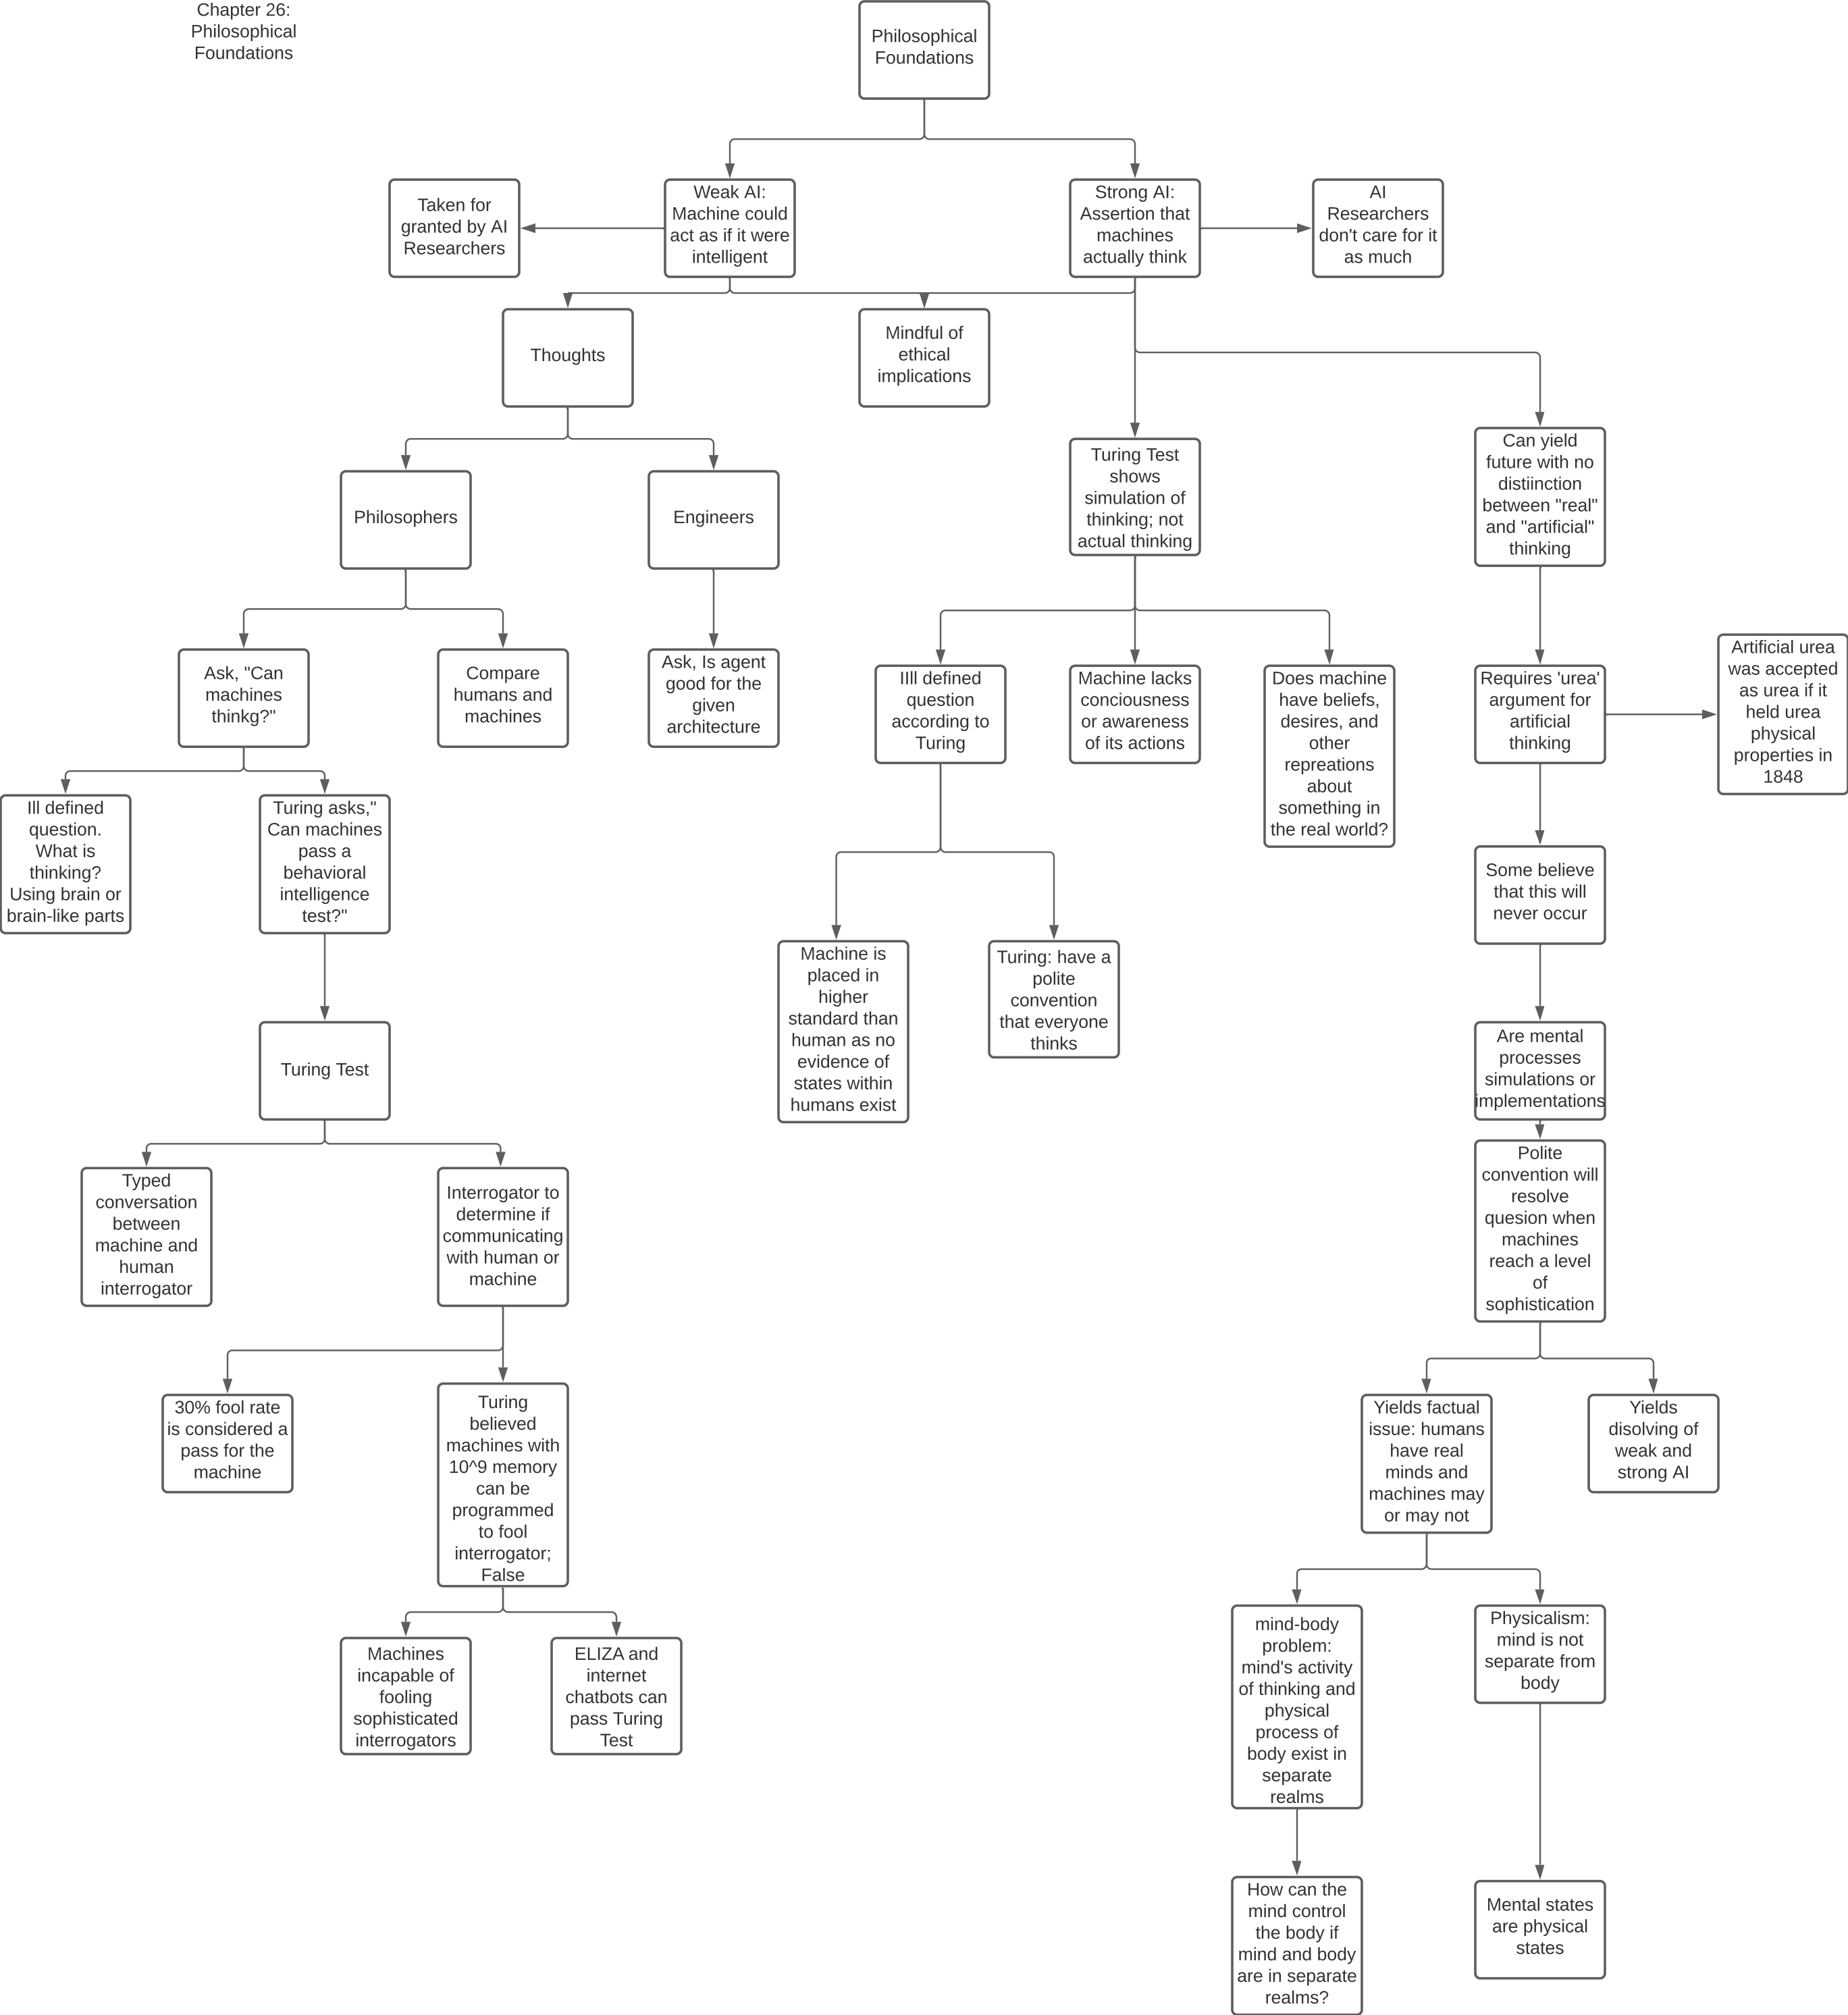 Chapter 26:
Philosophical
Foundations
Philosophical
Foundations
Taken for
granted by AI
Researchers
Weak AI:
Machine could
act as if it were
intelligent
Strong AI:
Assertion that
machines
actually think
AI
Researchers
don't care for it
as much
Thoughts
Mindful of
ethical
implications
Philosophers
Engineers
Turing Test
shows
simulation of
thinking; not
actual thinking
Can yield
future with no
distiinction
between "real"
and "artificial"
thinking
Ask, "Can
machines
thinkg?"
Compare
humans and
machines
Ask, Is agent
good for the
given
architecture
IIll defined
question
according to
Turing
Machine lacks
conciousness
or awareness
of its actions
Does machine
have beliefs,
desires, and
other
repreations
about
something in
the real world?
Requires 'urea'
argument for
artificial
thinking
Artificial urea
was accepted
as urea if it
held urea
physical
properties in
1848
Ill defined
question.
What is
thinking?
Using brain or
brain-like parts
Turing asks,"
Can machines
pass a
behavioral
intelligence
test?"
Some believe
that this will
never occur
Machine is
placed in
higher
standard than
human as no
evidence of
states within
humans exist
Turing: have a
polite
convention
that everyone
thinks
Turing Test
Are mental
processes
simulations or
implementations
Typed
conversation
between
machine and
human
interrogator
Interrogator to
determine if
communicating
with human or
machine
Polite
convention will
resolve
quesion when
machines
reach a level
of
sophistication
30% fool rate
is considered a
pass for the
machine
Turing
believed
machines with
10^9 memory
can be
programmed
to fool
interrogator;
False
Yields factual
issue: humans
have real
minds and
machines may
or may not
Yields
disolving of
weak and
strong AI
Machines
incapable of
fooling
sophisticated
interrogators
ELIZA and
internet
chatbots can
pass Turing
Test
mind-body
problem:
mind's activity
of thinking and
physical
process of
body exist in
separate
realms
Physicalism:
mind is not
separate from
body
How can the
mind control
the body if
mind and body
are in separate
realms?
Mental states
are physical
states